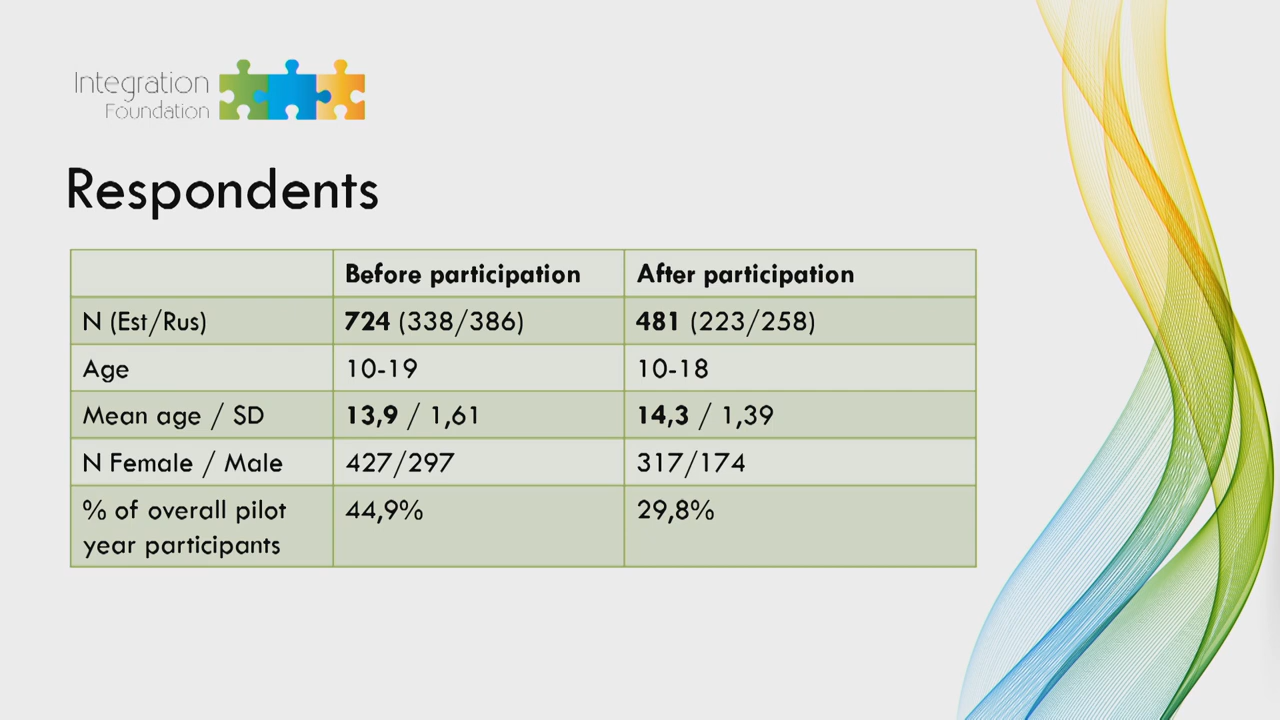 Integration
Foundation
Respondents
Before participation After participation
N (Est/Rus) 724 (338/386) 481 (223/258)
Age 10-19 10-18
Mean age / SD 13,9 / 1,61 14,3 / 1,39
N Female / Male 427/297 317/174
% of overall pilot 44,9% 29,8%
year participants